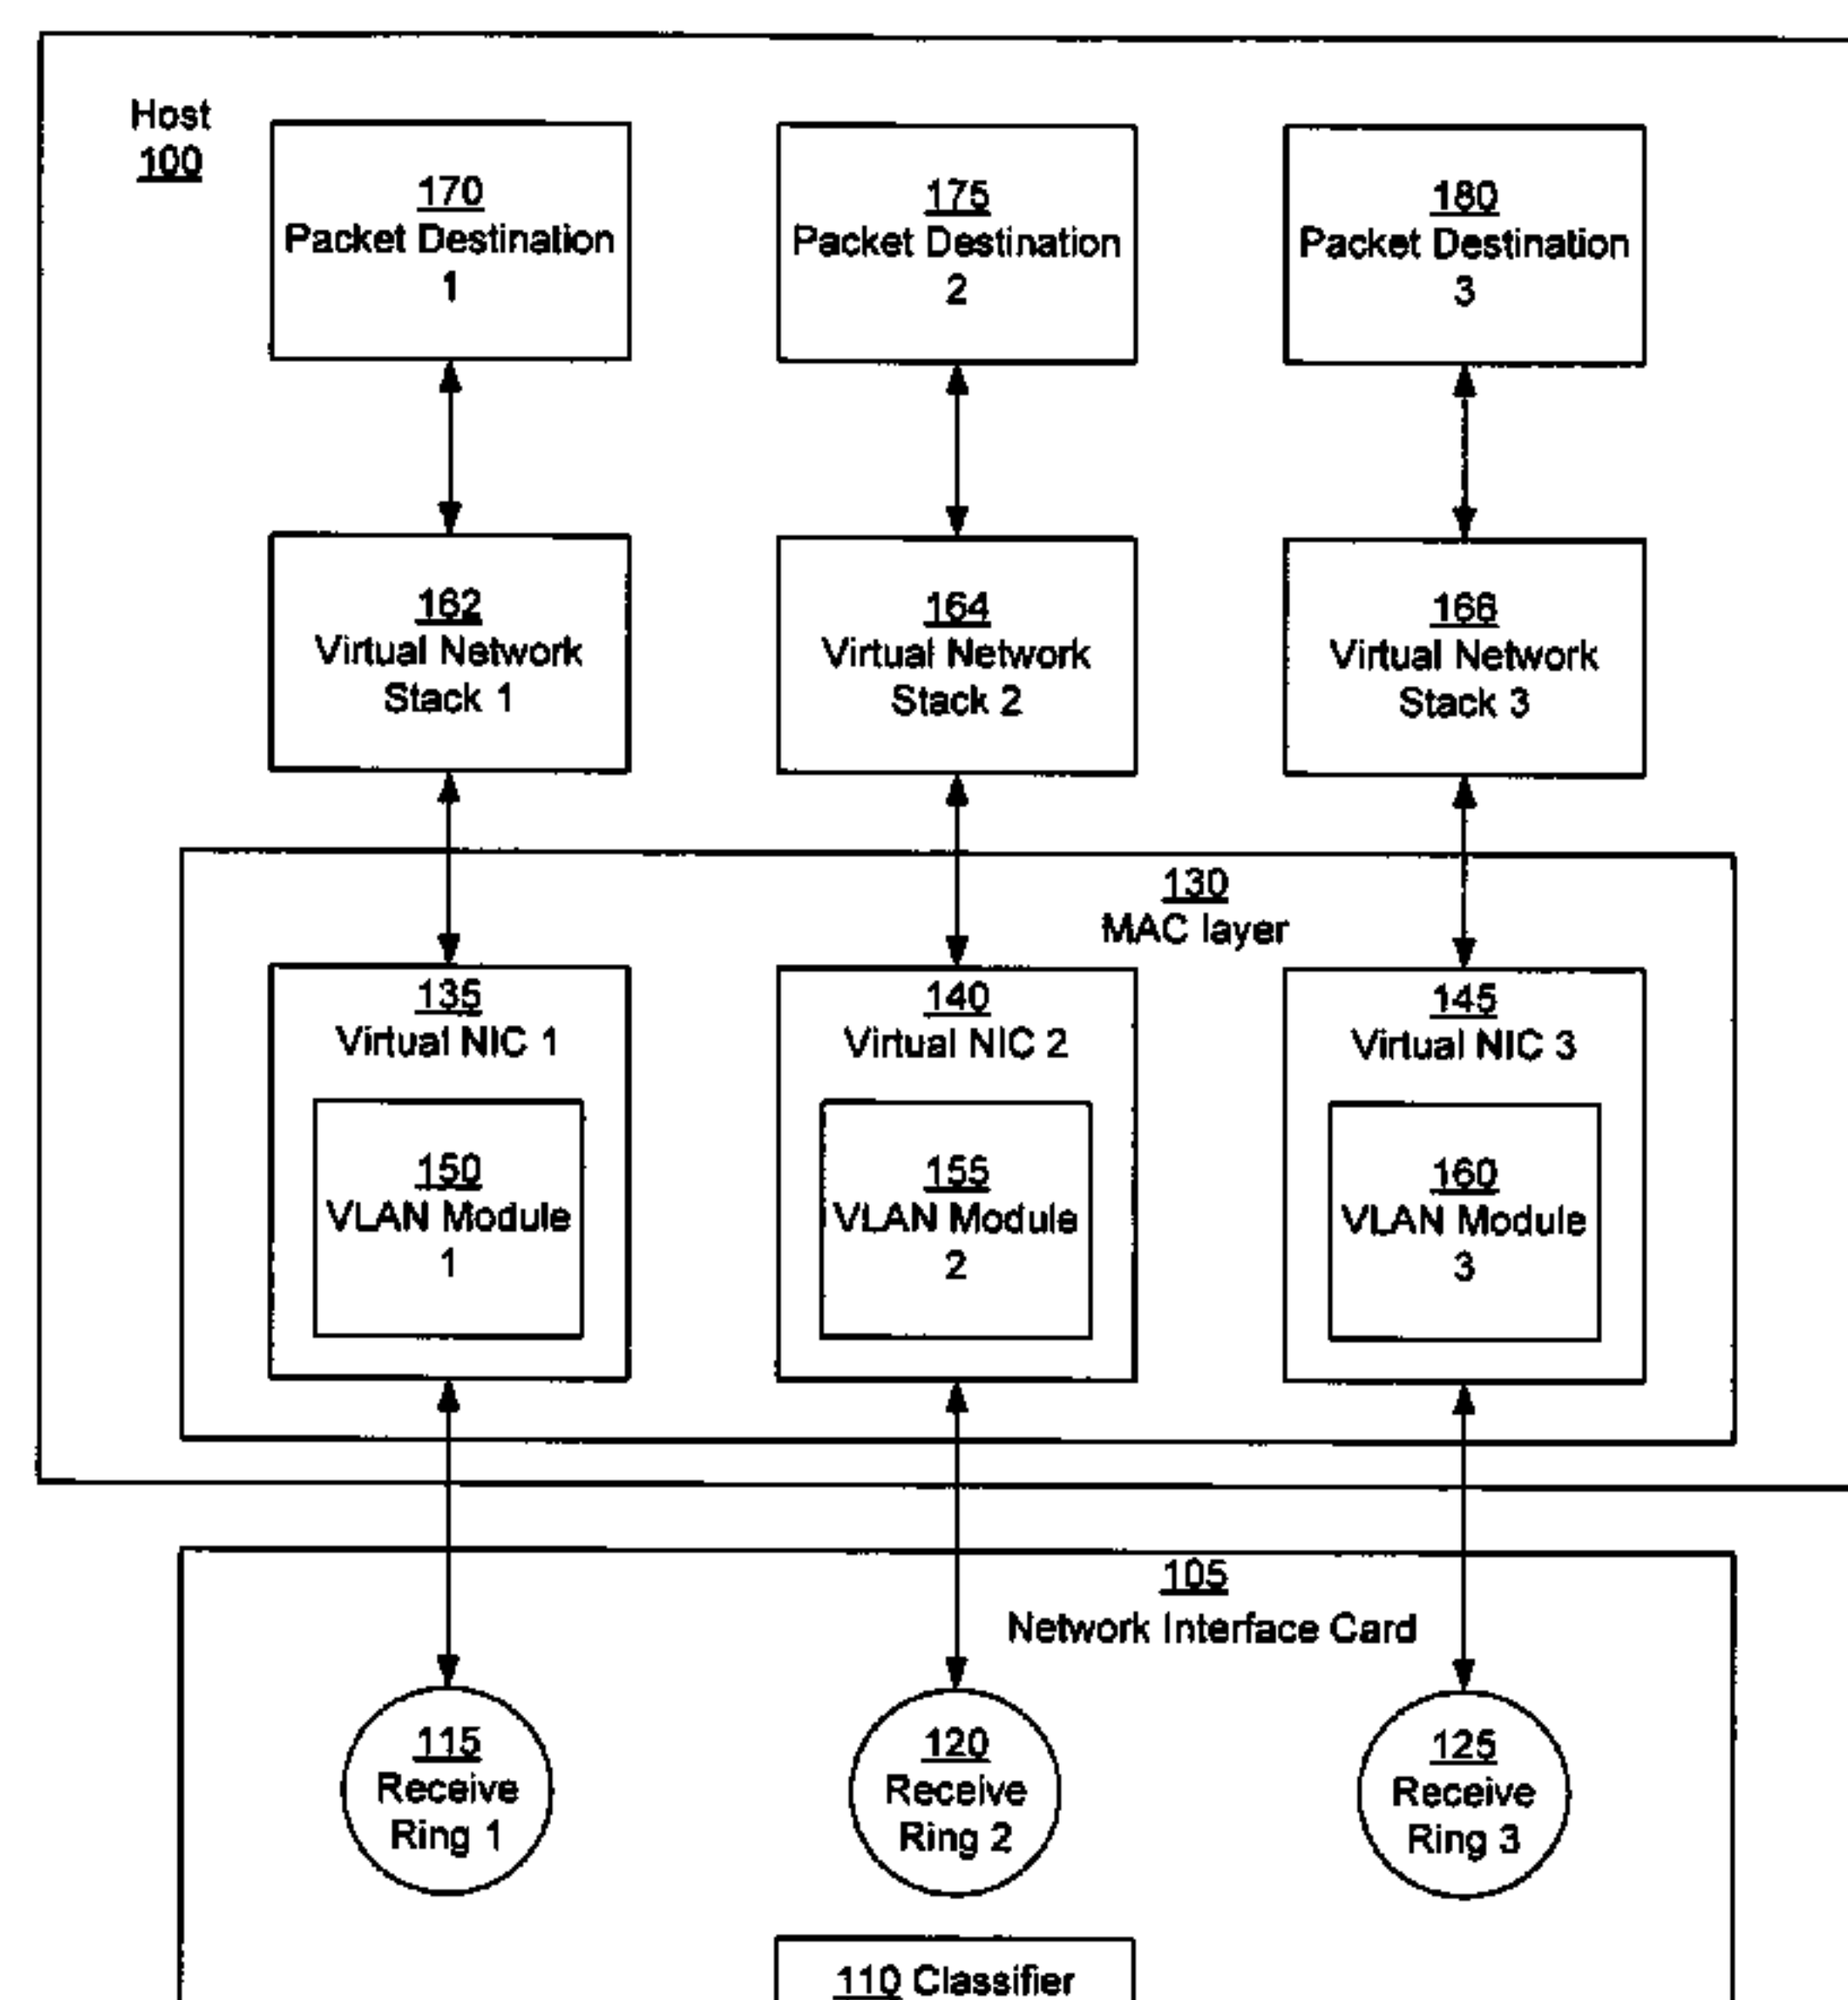 Host
100
170
Packet Destination
1
175
Packet Destination
2
180
Packet Destination
3
162
Virtual Network
Stack 1
164
Virtual Network
Stack 2
166
Virtual Network
Stack 3
130
MAC layer
135
Virtual NIC 1
140
Virtual NIC 2
145
Virtual NIC 3
150
VLAN Module
1
155
VLAN Module
2
160
VLAN Module
3
105
Network Interface Card
115
Receive
Ring 1
120
Receive
Ring 2
125
Receive
Ring 3
110 Classifier